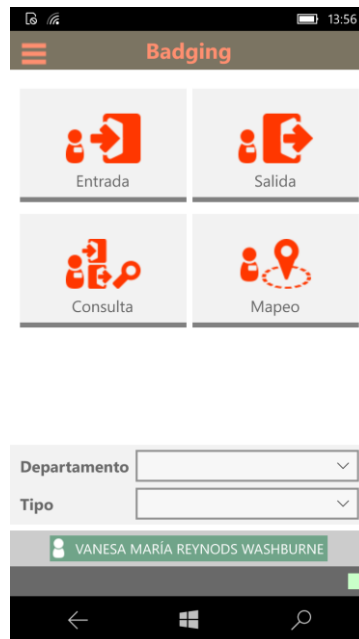 13:56
Badging
Entrada
Salida
Consulta
Mapeo
Departamento
Tipo
VANESA MARÍA REYNODS WASHBURNE